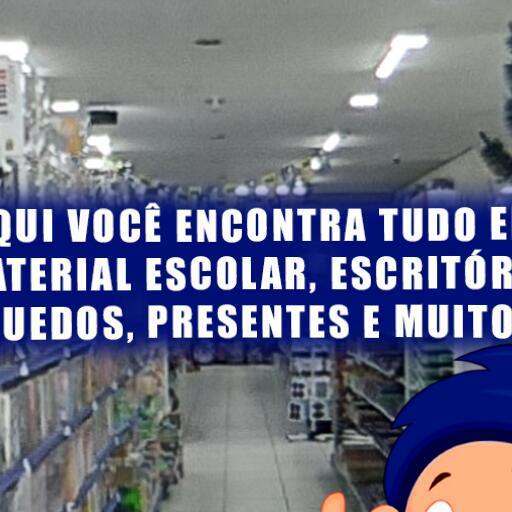 QUI VOCÊ ENCONTRA TUDO E
ATERIAL ESCOLAR, ESCRITÓR
UEDOS, PRESENTES E MUITO